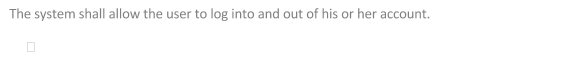 The system shall allow the user to log into and out of his or her account.